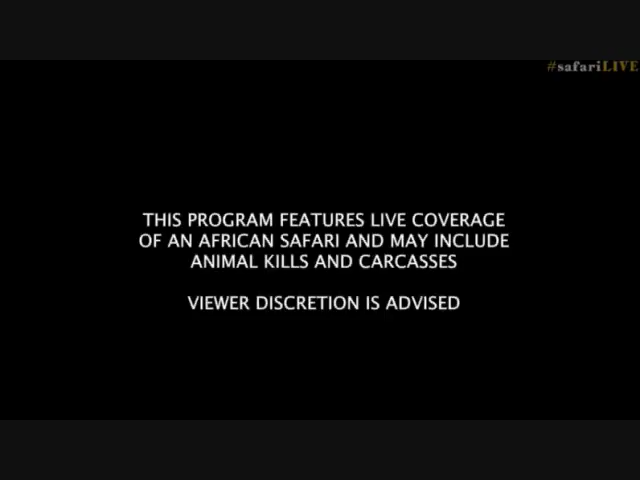 #safariLIVE
THIS PROGRAM FEATURES LIVE COVERAGE
OF AN AFRICAN SAFARI AND MAY INCLUDE
ANIMAL KILLS AND CARCASSES
VIEWER DISCRETION IS ADVISED